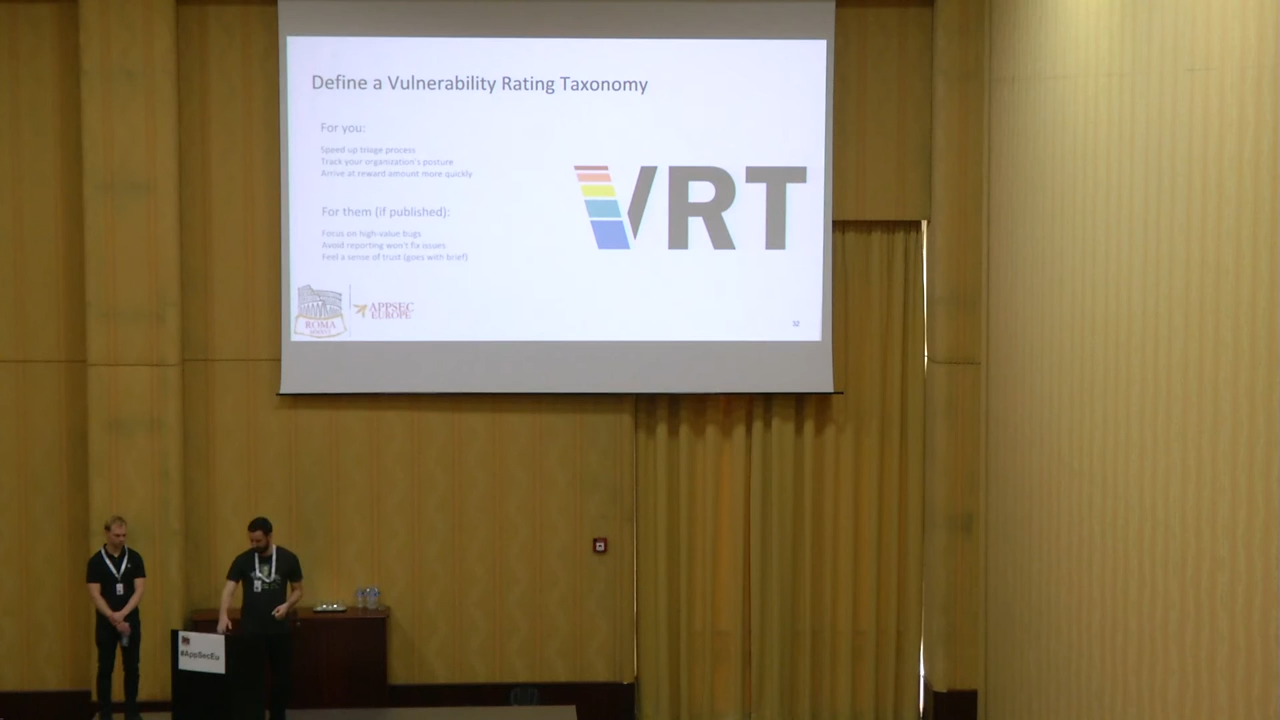 Define a Vulnerability Rating Taxonomy
For you:
Speed up triage process
Track your organization's posture
Arrive at reward amount more quickly
For them (if published):
Focus on high-value bugs
Avoid reporting won't fix issues
Feel a sense of trust (goes with brief)
VRT
ROMA
APPSEC
EUROPE
32
#AppSecEu